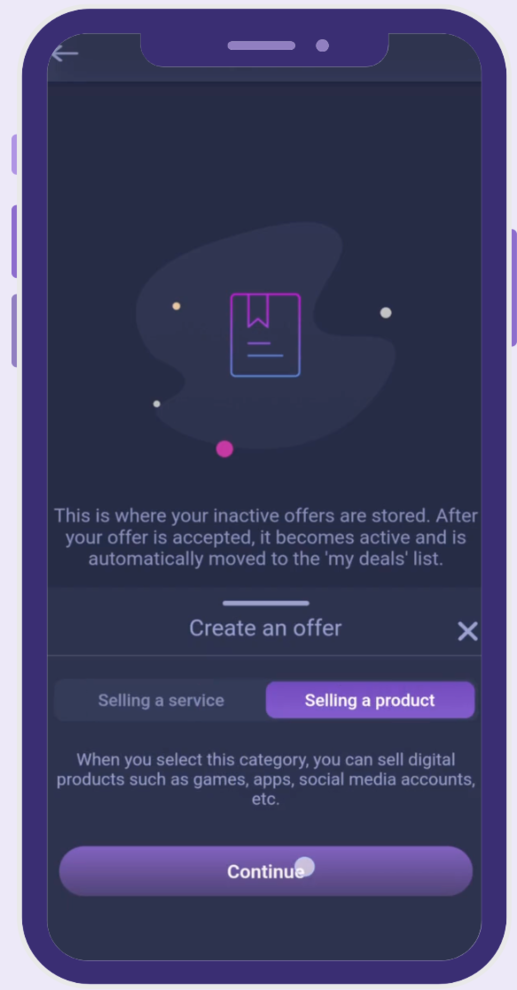 This is where your inactive offers are stored. After
your offer is accepted, it becomes active and is
automatically moved to the 'my deals' list.
Create an offer
Selling a service
Selling a product
When you select this category, you can sell digital
products such as games, apps, social media accounts,
etc.
Continue